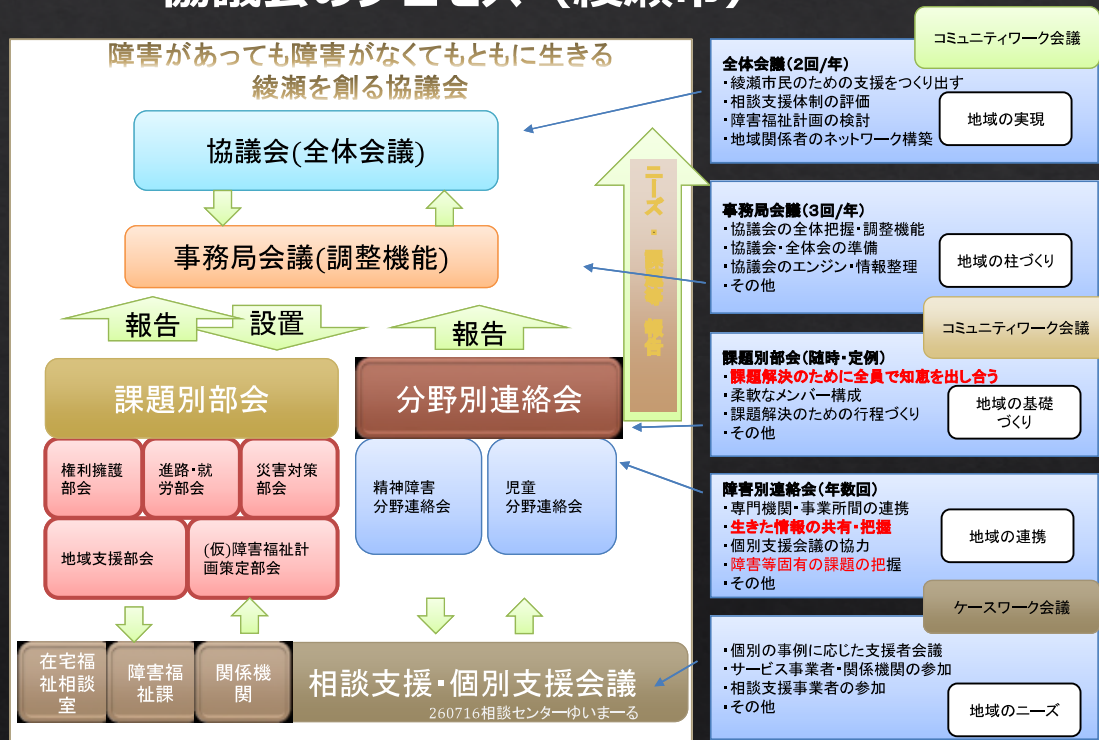 協議会のプロセス（綾瀬市）
障害があっても障害がなくてもともに生きる
綾瀬を創る協議会
協議会(全体会議)
事務局会議(調整機能)
報告
設置
報告
ニーズ・課題等 報告
課題別部会
分野別連絡会
権利擁護
部会
進路・就
労部会
災害対策
部会
地域支援部会
(仮)障害福祉計
画策定部会
精神障害
分野連絡会
児童
分野連絡会
在宅福
祉相談
室
障害福
祉課
関係機
関
相談支援・個別支援会議
260716相談センターゆいまーる
コミュニティワーク会議
全体会議（2回/年）
・綾瀬市民のための支援をつくり出す
・相談支援体制の評価
・障害福祉計画の検討
・地域関係者のネットワーク構築
地域の実現
事務局会議（3回/年）
・協議会の全体把握・調整機能
・協議会・全体会の準備
・協議会のエンジン・情報整理
・その他
地域の柱づくり
コミュニティワーク会議
課題別部会（随時・定例）
・課題解決のために全員で知恵を出し合う
・柔軟なメンバー構成
・課題解決のための行程づくり
・その他
地域の基礎
づくり
障害別連絡会（年数回）
・専門機関・事業所間の連携
・生きた情報の共有・把握
・個別支援会議の協力
・障害等固有の課題の把握
・その他
地域の連携
ケースワーク会議
・個別の事例に応じた支援者会議
・サービス事業者・関係機関の参加
・相談支援事業者の参加
・その他
地域のニーズ